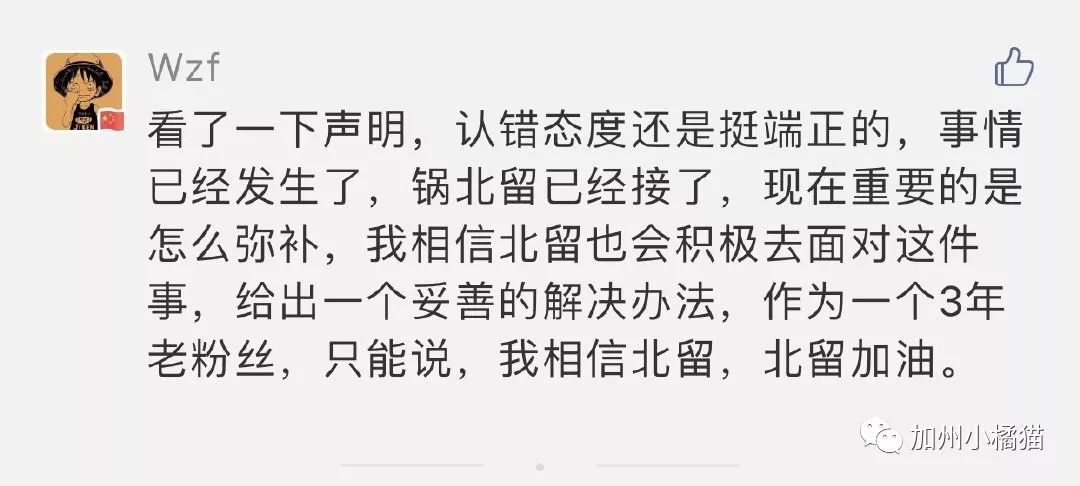 Wzf
看了一下声明，认错态度还是挺端正的，事情
已经发生了，锅北留已经接了，现在重要的是
怎么弥补，我相信北留也会积极去面对这件
事，给出一个妥善的解决办法，作为一个3年
老粉丝，只能说，我相信北留，北留加油。
加州小橘猫